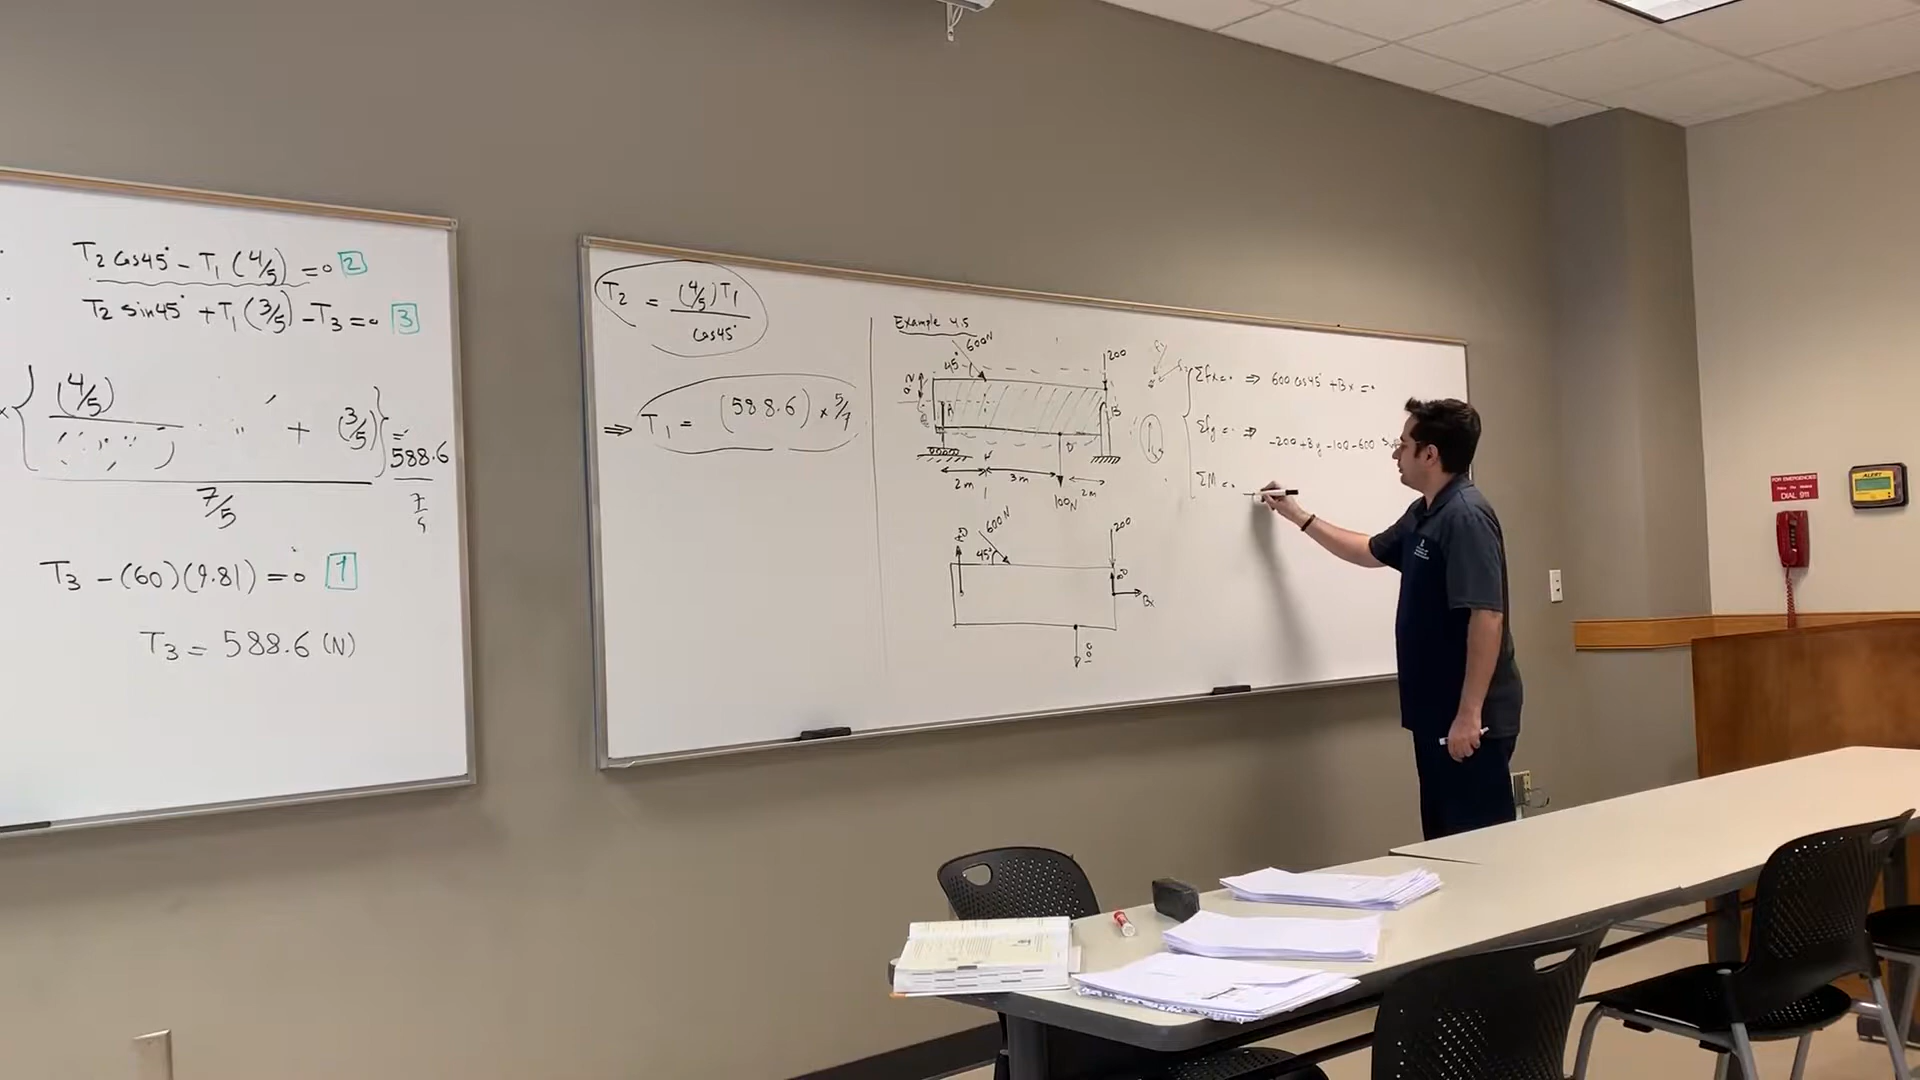 T₂ cos45° - T₁ (4/5) = 0 2
T₂ sin45° + T₁ (3/5) - T₃ = 0 3
(4/5)
+ (3/5) =
588.6
7/5
7
5
T₃ - (60)(9.81) = 0 1
T₃ = 588.6 (N)
T₂ = (4/5) T₁
cos45°
⇒ T₁ = (588.6) × 5/7
Example 4.5
600N
45°
200
A
B
D
2m
3m
2m
100N
600N
45°
200
Bx
100
Σfx = 0 ⇒ 600 cos45° + Bx = 0
Σfy = 0 ⇒ -200 + By -100 -600
ΣM = 0
FOR EMERGENCIES
DIAL 911
ALERT